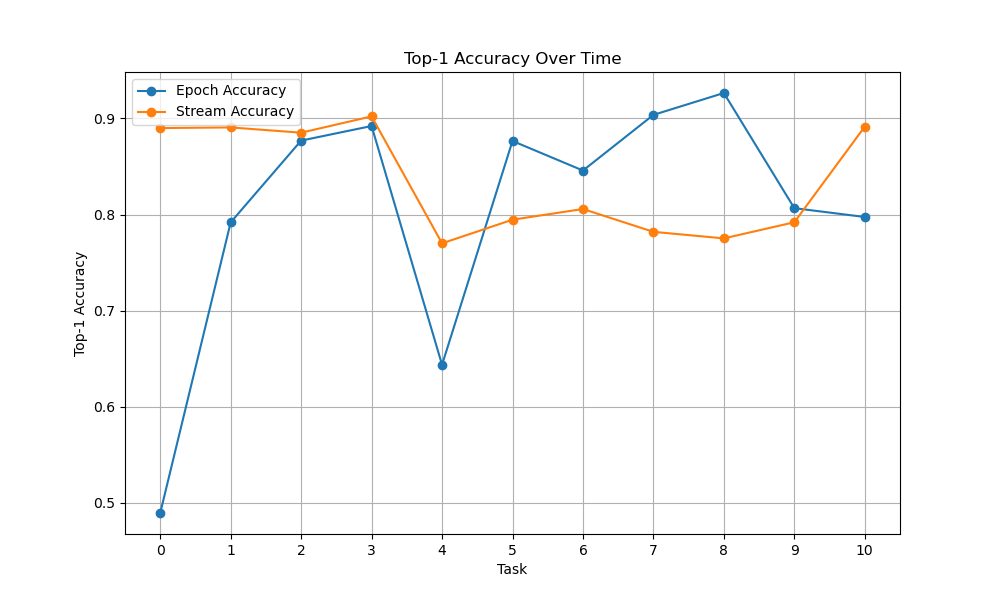 Top-1 Accuracy Over Time
Epoch Accuracy
Stream Accuracy
Top-1 Accuracy
0.9
0.8
0.7
0.6
0.5
0 1 2 3 4 5 6 7 8 9 10
Task